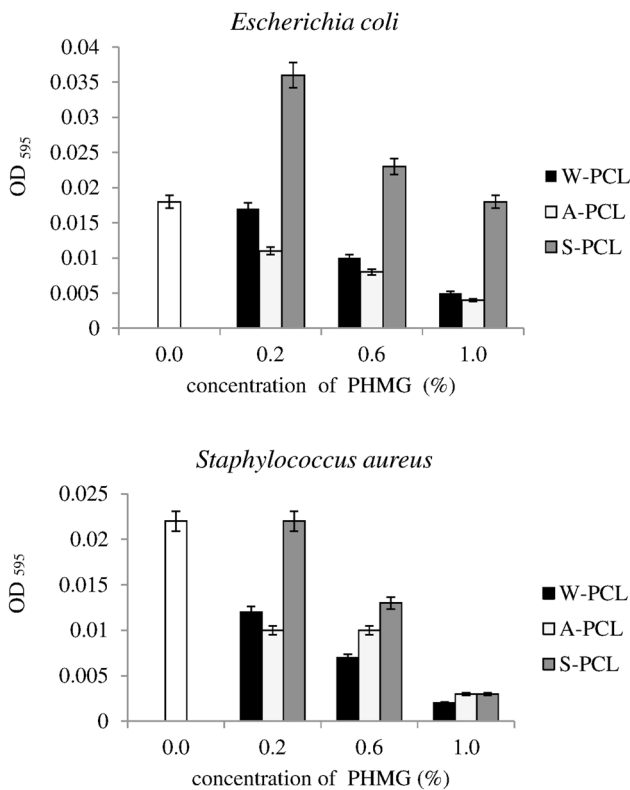 Escherichia coli
0.04
0.035
0.03
0.025
0.02
0.015
0.01
0.005
0
OD 595
0.0 0.2 0.6 1.0
concentration of PHMG (%)
W-PCL
A-PCL
S-PCL
Staphylococcus aureus
0.025
0.02
0.015
0.01
0.005
0
OD 595
0.0 0.2 0.6 1.0
concentration of PHMG (%)
W-PCL
A-PCL
S-PCL